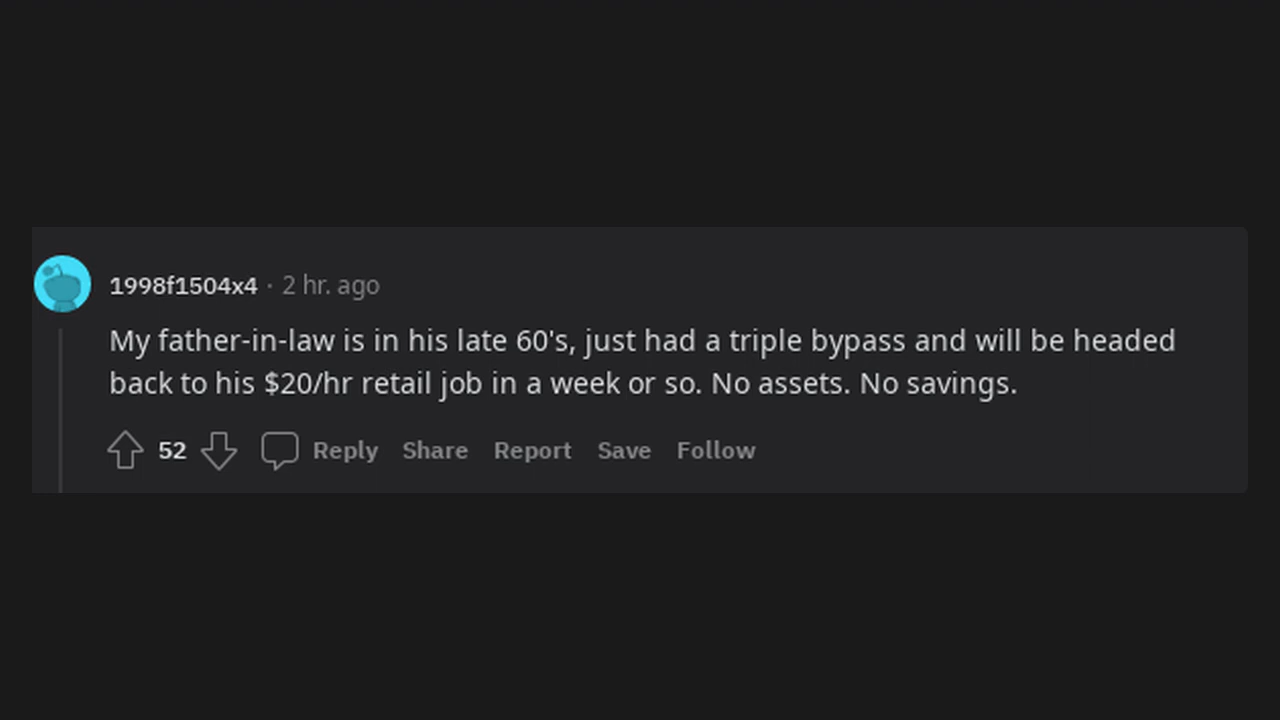 1998f1504x4 · 2 hr. ago
My father-in-law is in his late 60's, just had a triple bypass and will be headed
back to his $20/hr retail job in a week or so. No assets. No savings.
52 Reply Share Report Save Follow